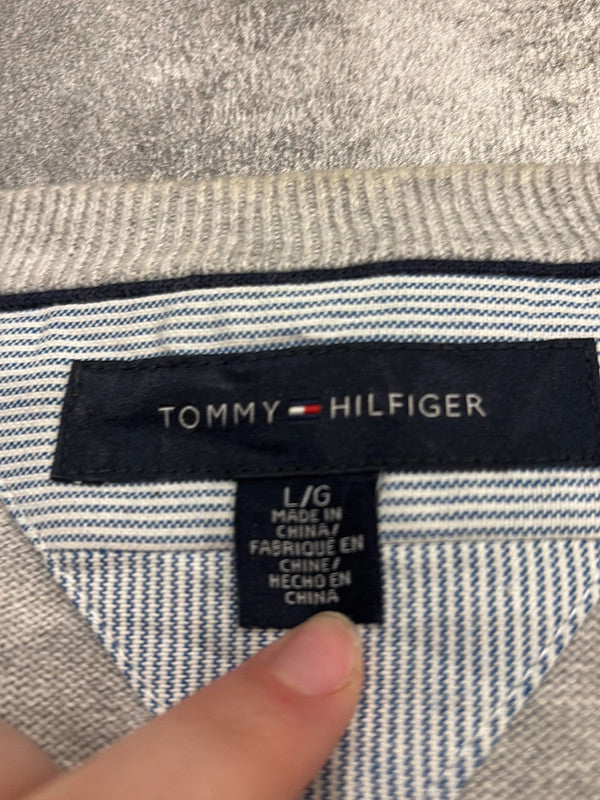 TOMMY HILFIGER
L/G
MADE IN
CHINA/
FABRIQUE EN
CHINE/
HECHO EN
CHINA